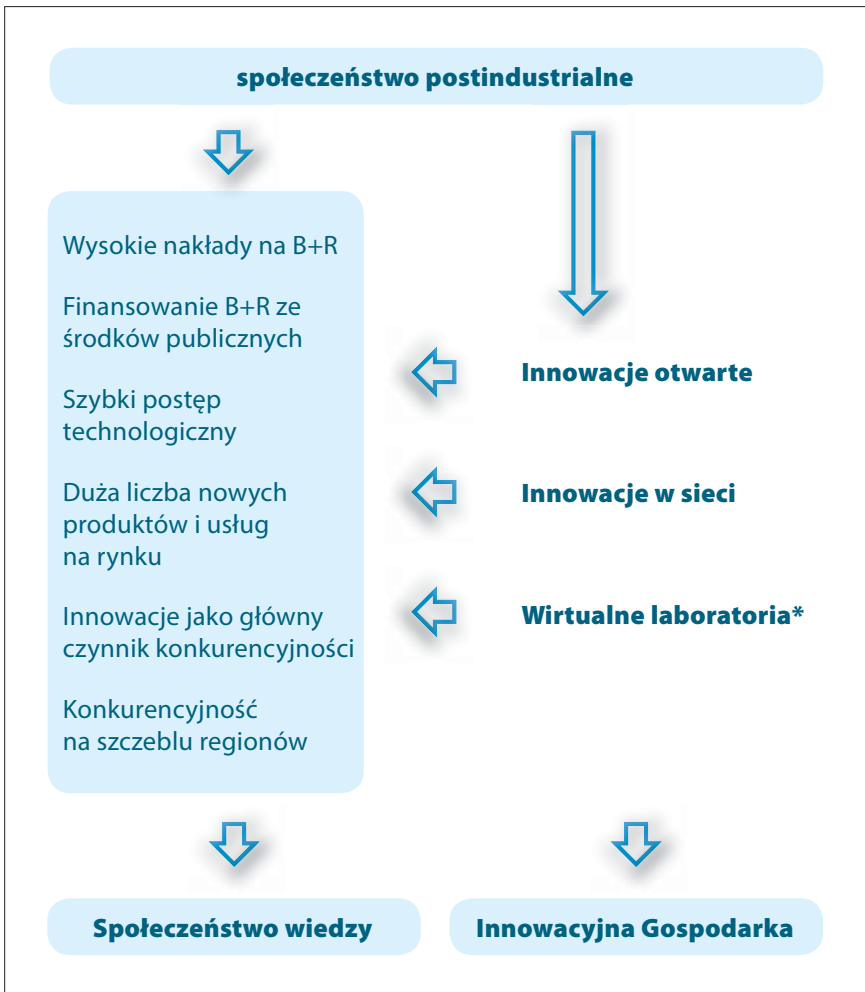 społeczeństwo postindustrialne
Wysokie nakłady na B+R
Finansowanie B+R ze
środków publicznych
Szybki postęp
technologiczny
Duża liczba nowych
produktów i usług
na rynku
Innowacje jako główny
czynnik konkurencyjności
Konkurencyjność
na szczeblu regionów
Innowacje otwarte
Innowacje w sieci
Wirtualne laboratoria*
Społeczeństwo wiedzy
Innowacyjna Gospodarka